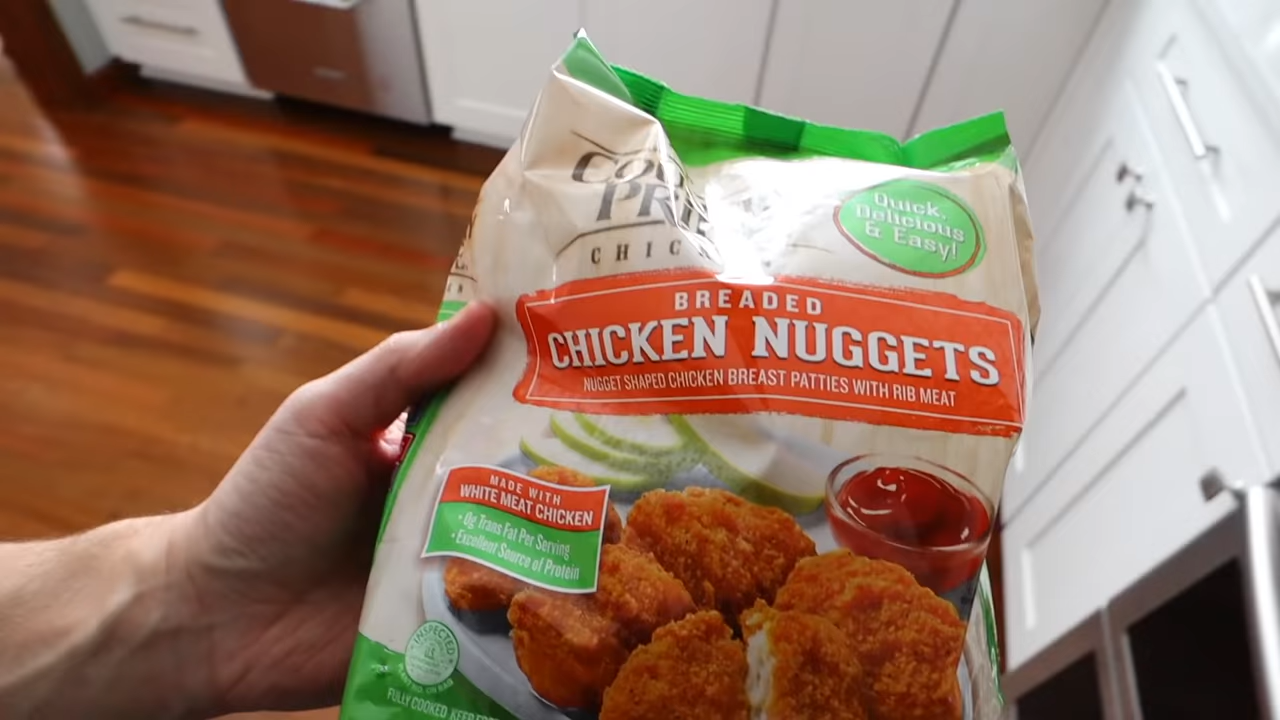 CHIC
Quick,
Delicious
& Easy!
BREADED
CHICKEN NUGGETS
NUGGET SHAPED CHICKEN BREAST PATTIES WITH RIB MEAT
MADE WITH
WHITE MEAT CHICKEN
• 0g Trans Fat Per Serving
• Excellent Source of Protein
INSPECTED
FULLY COOKED